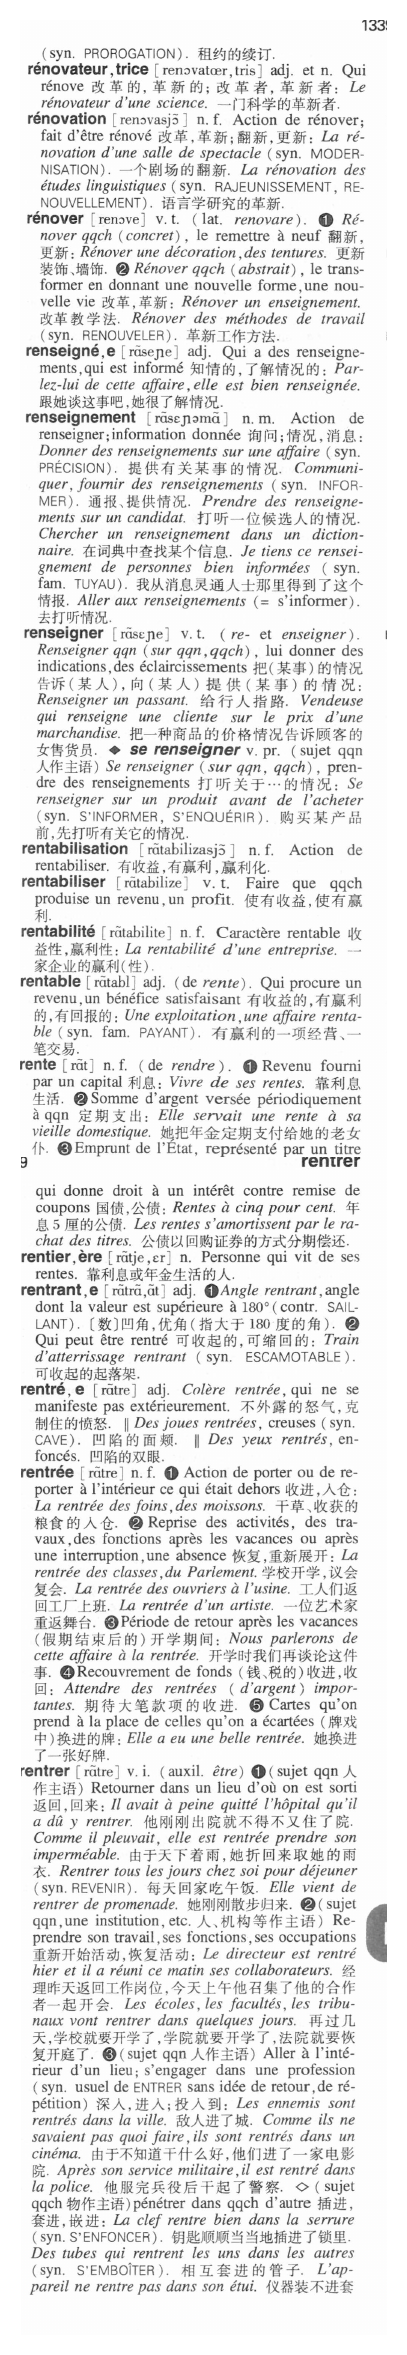 1339
(syn. PROROGATION). 租约的续订.
rénovateur,trice [renɔvatœr,tris] adj. et n. Qui
rénove 改革的,革新的;改革者,革新者: Le
rénovateur d'une science. 一门科学的革新者.
rénovation [renɔvasjɔ̃] n. f. Action de rénover;
fait d'être rénové 改革,革新;翻新,更新: La ré-
novation d'une salle de spectacle (syn. MODER-
NISATION). 一个剧场的翻新. La rénovation des
études linguistiques (syn. RAJEUNISSEMENT, RE-
NOUVELLEMENT). 语言学研究的革新.
rénover [renɔve] v. t. (lat. renovare). ❶ Ré-
nover qqch (concret), le remettre à neuf 翻新,
更新: Rénover une décoration,des tentures. 更新
装饰、墙饰. ❷ Rénover qqch (abstrait), le trans-
former en donnant une nouvelle forme,une nou-
velle vie 改革,革新: Rénover un enseignement.
改革教学法. Rénover des méthodes de travail
(syn. RENOUVELER). 革新工作方法.
renseigné,e [rɑ̃seɲe] adj. Qui a des renseigne-
ments,qui est informé 知情的,了解情况的: Par-
lez-lui de cette affaire,elle est bien renseignée.
跟她谈这事吧,她很了解情况.
renseignement [rɑ̃sɛɲəmɑ̃] n. m. Action de
renseigner;information donnée 询问;情况,消息:
Donner des renseignements sur une affaire (syn.
PRÉCISION). 提供有关某事的情况. Communi-
quer, fournir des renseignements (syn. INFOR-
MER). 通报、提供情况. Prendre des renseigne-
ments sur un candidat. 打听一位候选人的情况.
Chercher un renseignement dans un diction-
naire. 在词典中查找某个信息. Je tiens ce rensei-
gnement de personnes bien informées (syn.
fam. TUYAU). 我从消息灵通人士那里得到了这个
情报. Aller aux renseignements (= s'informer).
去打听情况.
renseigner [rɑ̃seɲe] v. t. (re- et enseigner).
Renseigner qqn (sur qqn,qqch), lui donner des
indications,des éclaircissements 把(某事)的情况
告诉(某人),向(某人)提供(某事)的情况:
Renseigner un passant. 给行人指路. Vendeuse
qui renseigne une cliente sur le prix d'une
marchandise. 把一种商品的价格情况告诉顾客的
女售货员. ◆ se renseigner v. pr. (sujet qqn
人作主语) Se renseigner (sur qqn, qqch), pren-
dre des renseignements 打听关于…的情况: Se
renseigner sur un produit avant de l'acheter
(syn. S'INFORMER, S'ENQUÉRIR). 购买某产品
前,先打听有关它的情况.
rentabilisation [rɑ̃tabilizasjɔ̃] n. f. Action de
rentabiliser. 有收益,有赢利,赢利化.
rentabiliser [rɑ̃tabilize] v. t. Faire que qqch
produise un revenu,un profit. 使有收益,使有赢
利.
rentabilité [rɑ̃tabilite] n. f. Caractère rentable 收
益性,赢利性: La rentabilité d'une entreprise. 一
家企业的赢利(性).
rentable [rɑ̃tabl] adj. (de rente). Qui procure un
revenu,un bénéfice satisfaisant 有收益的,有赢利
的,有回报的: Une exploitation,une affaire renta-
ble (syn. fam. PAYANT). 有赢利的一项经营、一
笔交易.
rente [rɑ̃t] n. f. (de rendre). ❶ Revenu fourni
par un capital 利息: Vivre de ses rentes. 靠利息
生活. ❷ Somme d'argent versée périodiquement
à qqn 定期支出: Elle servait une rente à sa
vieille domestique. 她把年金定期支付给她的老女
仆. ❸ Emprunt de l'État, représenté par un titre
9 rentrer
qui donne droit à un intérêt contre remise de
coupons 国债,公债: Rentes à cinq pour cent. 年
息 5 厘的公债. Les rentes s'amortissent par le ra-
chat des titres. 公债以回购证券的方式分期偿还.
rentier,ère [rɑ̃tje,ɛr] n. Personne qui vit de ses
rentes. 靠利息或年金生活的人.
rentrant,e [rɑ̃trɑ̃,ɑ̃t] adj. ❶ Angle rentrant,angle
dont la valeur est supérieure à 180° (contr. SAIL-
LANT). [数]凹角,优角(指大于 180 度的角). ❷
Qui peut être rentré 可收起的,可缩回的: Train
d'atterrissage rentrant (syn. ESCAMOTABLE).
可收起的起落架.
rentré, e [rɑ̃tre] adj. Colère rentrée, qui ne se
manifeste pas extérieurement. 不外露的怒气,克
制住的愤怒. ‖ Des joues rentrées, creuses (syn.
CAVE). 凹陷的面颊. ‖ Des yeux rentrés, en-
foncés. 凹陷的双眼.
rentrée [rɑ̃tre] n. f. ❶ Action de porter ou de re-
porter à l'intérieur ce qui était dehors 收进,入仓:
La rentrée des foins,des moissons. 干草、收获的
粮食的入仓. ❷ Reprise des activités, des tra-
vaux,des fonctions après les vacances ou après
une interruption,une absence 恢复,重新展开: La
rentrée des classes,du Parlement. 学校开学,议会
复会. La rentrée des ouvriers à l'usine. 工人们返
回工厂上班. La rentrée d'un artiste. 一位艺术家
重返舞台. ❸ Période de retour après les vacances
(假期结束后的)开学期间: Nous parlerons de
cette affaire à la rentrée. 开学时我们再谈论这件
事. ❹ Recouvrement de fonds (钱、税的)收进,收
回: Attendre des rentrées (d'argent) impor-
tantes. 期待大笔款项的收进. ❺ Cartes qu'on
prend à la place de celles qu'on a écartées (牌戏
中)换进的牌: Elle a eu une belle rentrée. 她换进
了一张好牌.
rentrer [rɑ̃tre] v. i. (auxil. être) ❶ (sujet qqn 人
作主语) Retourner dans un lieu d'où on est sorti
返回,回来: Il avait à peine quitté l'hôpital qu'il
a dû y rentrer. 他刚刚出院就不得不又住了院.
Comme il pleuvait, elle est rentrée prendre son
imperméable. 由于天下着雨,她折回来取她的雨
衣. Rentrer tous les jours chez soi pour déjeuner
(syn. REVENIR). 每天回家吃午饭. Elle vient de
rentrer de promenade. 她刚刚散步归来. ❷ (sujet
qqn,une institution, etc. 人、机构等作主语) Re-
prendre son travail,ses fonctions,ses occupations
重新开始活动,恢复活动: Le directeur est rentré
hier et il a réuni ce matin ses collaborateurs. 经
理昨天返回工作岗位,今天上午他召集了他的合作
者一起开会. Les écoles, les facultés, les tribu-
naux vont rentrer dans quelques jours. 再过几
天,学校就要开学了,学院就要开学了,法院就要恢
复开庭了. ❸ (sujet qqn 人作主语) Aller à l'inté-
rieur d'un lieu; s'engager dans une profession
(syn. usuel de ENTRER sans idée de retour,de ré-
pétition) 深入,进入;投入到: Les ennemis sont
rentrés dans la ville. 敌人进了城. Comme ils ne
savaient pas quoi faire,ils sont rentrés dans un
cinéma. 由于不知道干什么好,他们进了一家电影
院. Après son service militaire,il est rentré dans
la police. 他服完兵役后干起了警察. ◇ (sujet
qqch 物作主语)pénétrer dans qqch d'autre 插进,
套进,嵌进: La clef rentre bien dans la serrure
(syn. S'ENFONCER). 钥匙顺顺当当地插进了锁里.
Des tubes qui rentrent les uns dans les autres
(syn. S'EMBOÎTER). 相互套进的管子. L'ap-
pareil ne rentre pas dans son étui. 仪器装不进套